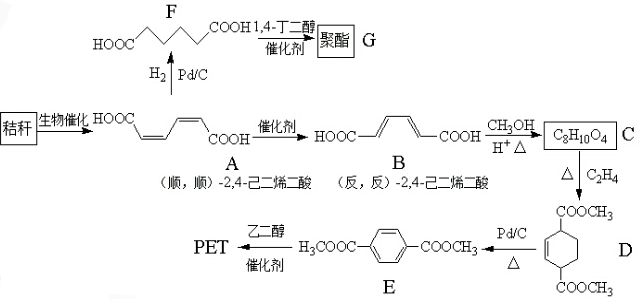 F
HOOC
COOH
1,4-丁二醇
催化剂
聚酯
G
H₂
Pd/C
秸秆
生物催化
HOOC
COOH
A
(顺,顺)-2,4-己二烯二酸
催化剂
HOOC
COOH
B
(反,反)-2,4-己二烯二酸
CH₃OH
H⁺ △
C₈H₁₀O₄
C
△
C₂H₄
COOCH₃
COOCH₃
D
Pd/C
△
H₃COOC
COOCH₃
E
乙二醇
催化剂
PET